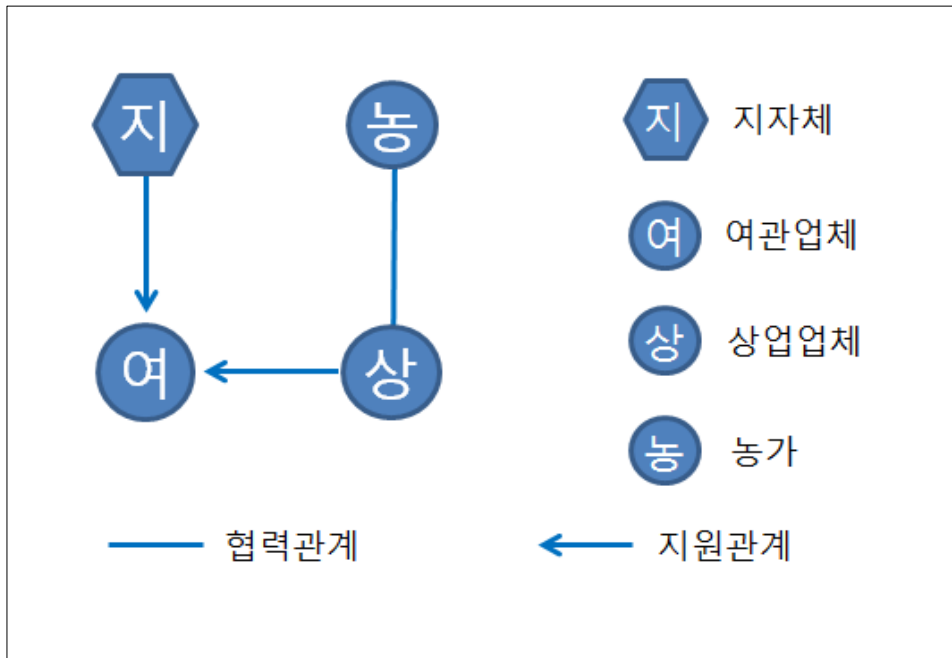 지 농 지 지자체
여 여관업체
여 상 상 상업업체
농 농가
협력관계 지원관계